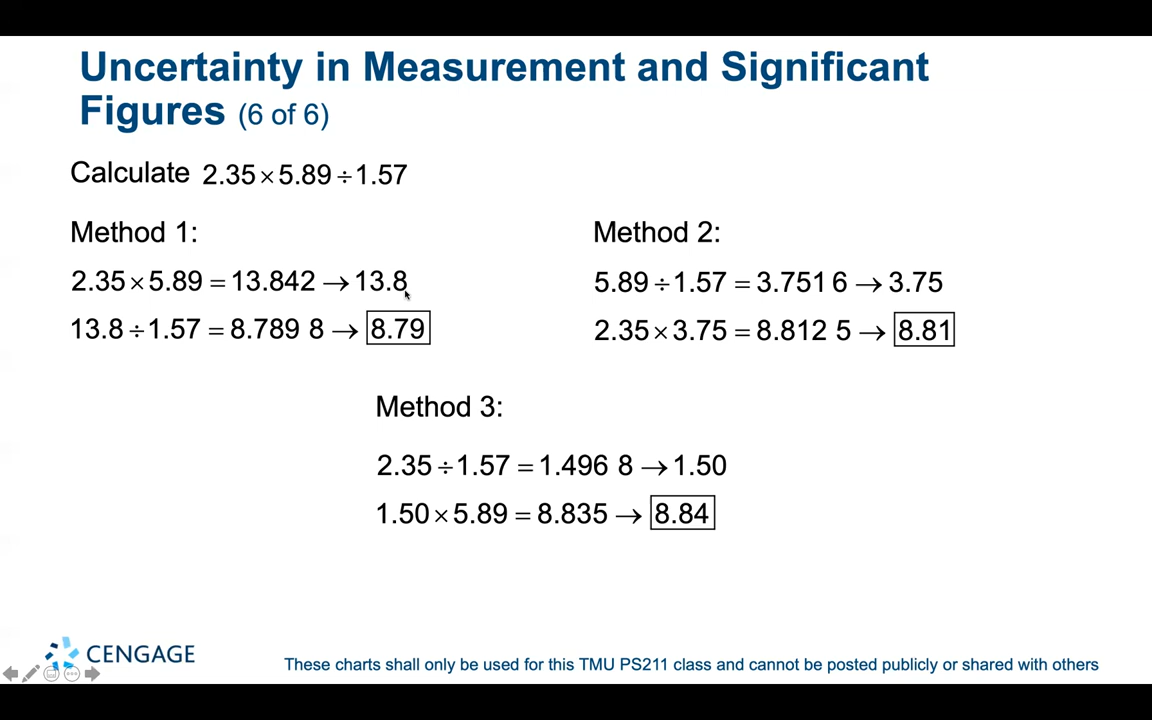 Uncertainty in Measurement and Significant
Figures (6 of 6)
Calculate 2.35×5.89÷1.57
Method 1:
2.35×5.89=13.842→13.8
13.8÷1.57=8.789 8→ 8.79
Method 2:
5.89÷1.57=3.751 6→3.75
2.35×3.75=8.812 5→ 8.81
Method 3:
2.35÷1.57=1.496 8→1.50
1.50×5.89=8.835→ 8.84
CENGAGE
These charts shall only be used for this TMU PS211 class and cannot be posted publicly or shared with others